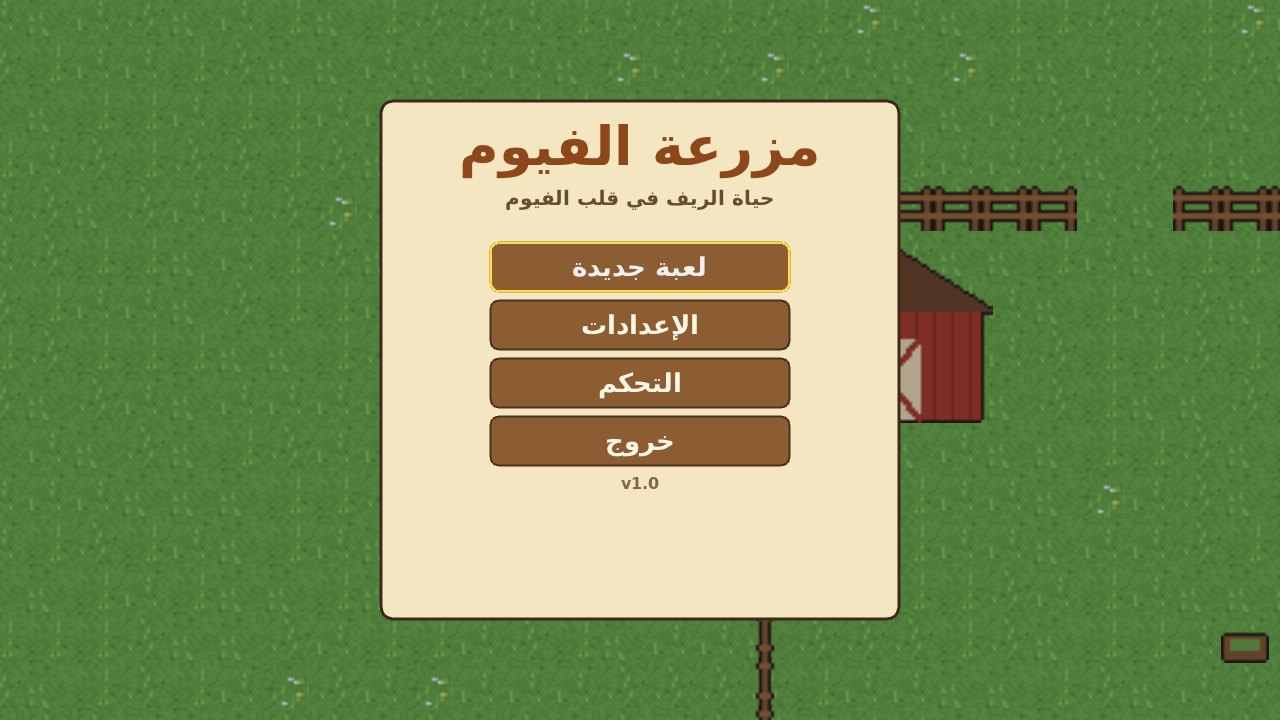 مزرعة الفيوم
حياة الريف في قلب الفيوم
لعبة جديدة
الإعدادات
التحكم
خروج
v1.0